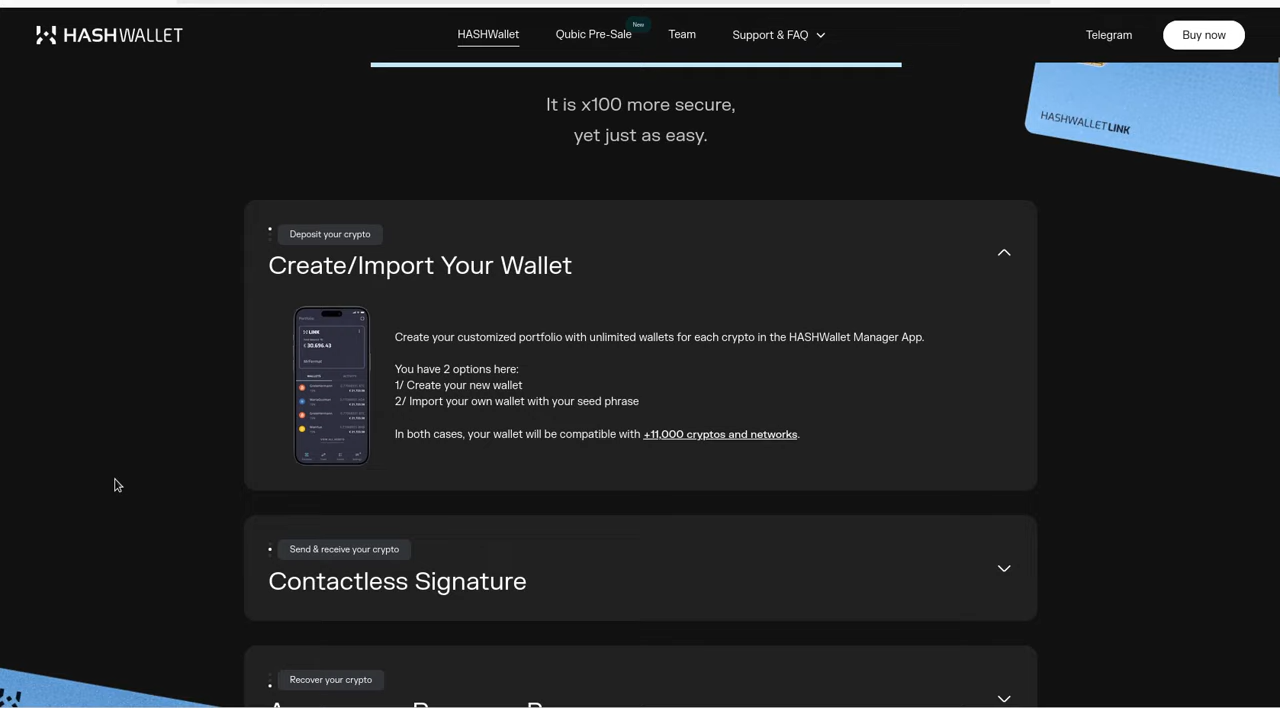 HASHWALLET
HASHWallet
Qubic Pre-Sale
New
Team
Support & FAQ
Telegram
Buy now
It is x100 more secure,
yet just as easy.
HASHWALLETLINK
Deposit your crypto
Create/Import Your Wallet
Portfolio
LINK
Create your customized portfolio with unlimited wallets for each crypto in the HASHWallet Manager App.
You have 2 options here:
1/ Create your new wallet
2/ Import your own wallet with your seed phrase
In both cases, your wallet will be compatible with +11,000 cryptos and networks.
Send & receive your crypto
Contactless Signature
Recover your crypto